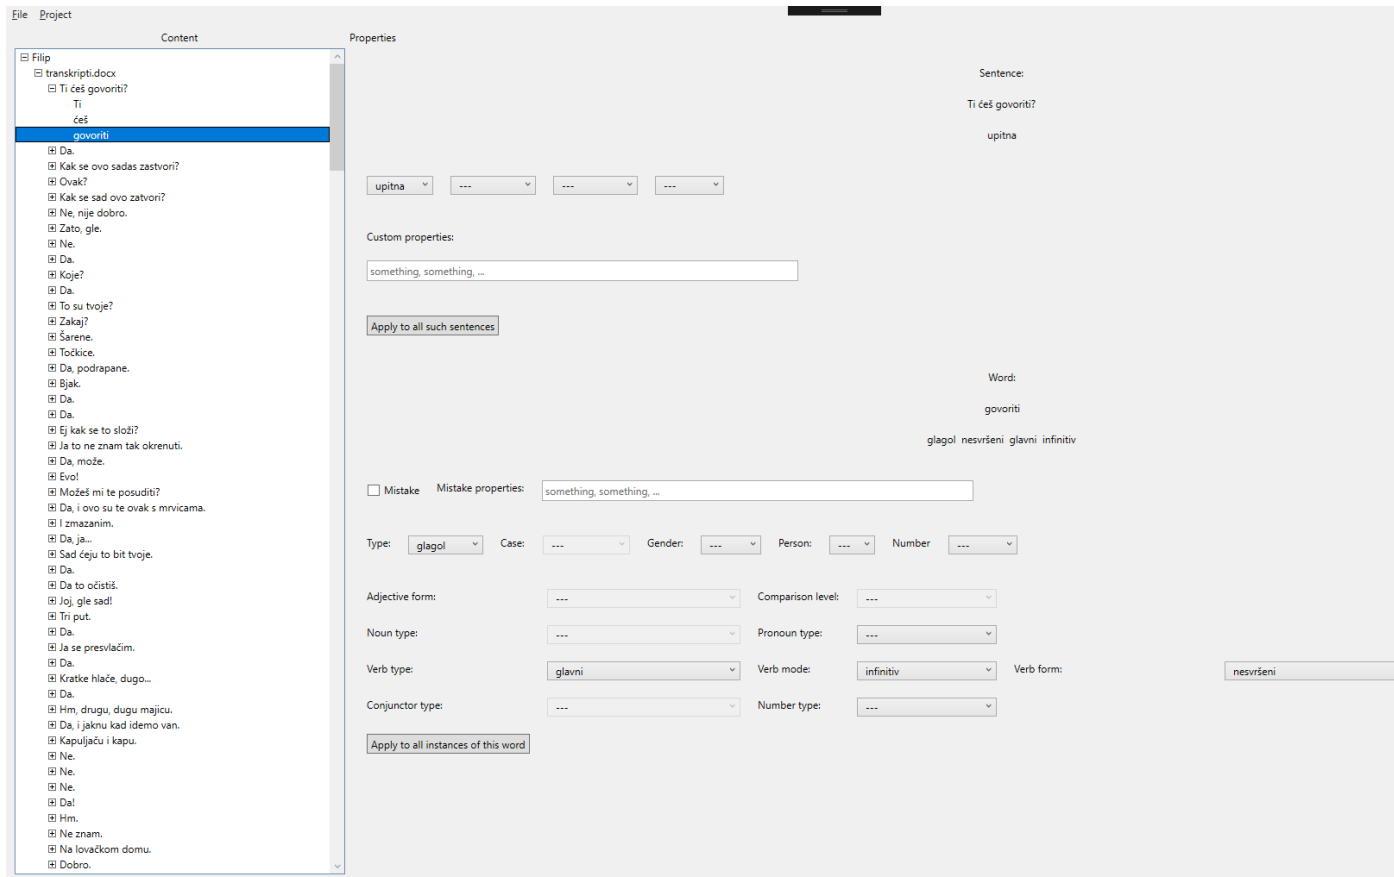 File Project
Content
Properties
Filip
transkripti.docx
Ti ćeš govoriti?
Ti
ćeš
govoriti
Da.
Kak se ovo sadas zastvori?
Ovak?
Kak se sad ovo zatvori?
Ne, nije dobro.
Zato, gle.
Ne.
Da.
Koje?
Da.
To su tvoje?
Zakaj?
Šarene.
Točkice.
Da, podrapane.
Bjak.
Da.
Da.
Ej kak se to složi?
Ja to ne znam tak okrenuti.
Da, može.
Evo!
Možeš mi te posuditi?
Da, i ovo su te ovak s mrvicama.
I zmazanim.
Da, ja...
Sad ćeju to bit tvoje.
Da.
Da to očistiš.
Joj, gle sad!
Tri put.
Da.
Ja se presvlačim.
Da.
Kratke hlače, dugo...
Da.
Hm, drugu, dugu majicu.
Da, i jaknu kad idemo van.
Kapuljaču i kapu.
Ne.
Ne.
Ne.
Da!
Hm.
Ne znam.
Na lovačkom domu.
Dobro.
Sentence:
Ti ćeš govoriti?
upitna
upitna --- --- ---
Custom properties:
something, something, ...
Apply to all such sentences
Word:
govoriti
glagol nesvršeni glavni infinitiv
Mistake Mistake properties: something, something, ...
Type: glagol Case: --- Gender: --- Person: --- Number ---
Adjective form: --- Comparison level: ---
Noun type: --- Pronoun type: ---
Verb type: glavni Verb mode: infinitiv Verb form: nesvršeni
Conjunctor type: --- Number type: ---
Apply to all instances of this word